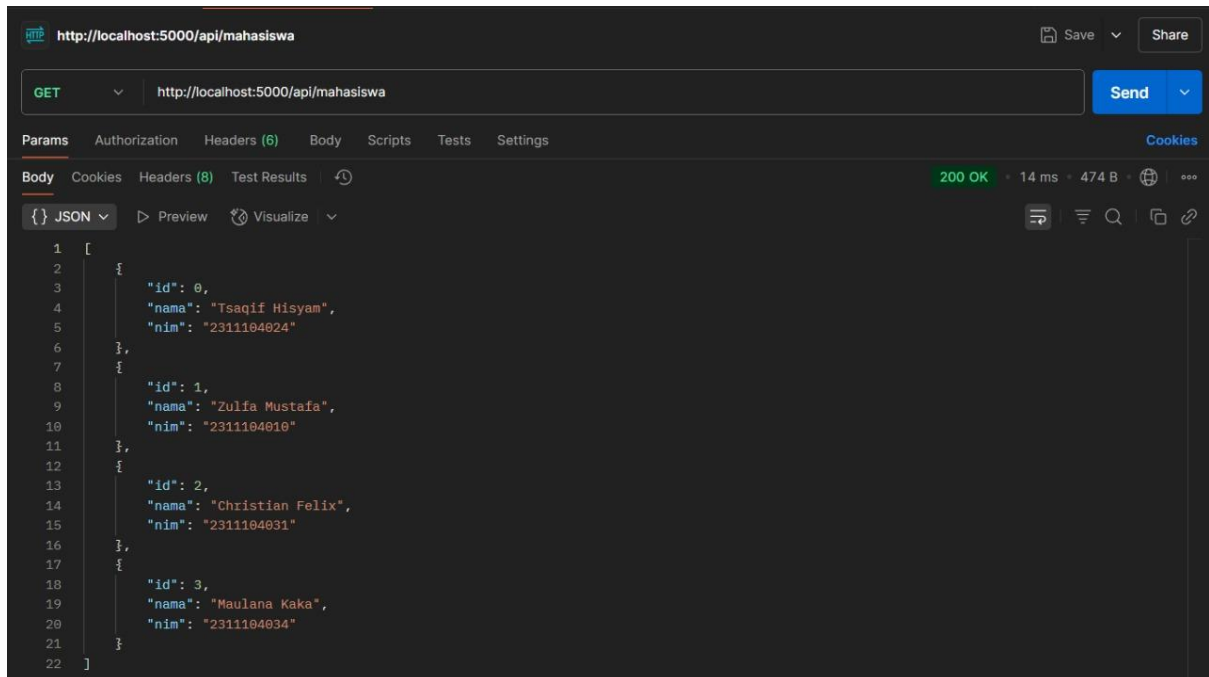 HTTP http://localhost:5000/api/mahasiswa Save Share
GET http://localhost:5000/api/mahasiswa Send
Params Authorization Headers (6) Body Scripts Tests Settings Cookies
Body Cookies Headers (8) Test Results 200 OK • 14 ms • 474 B
{} JSON Preview Visualize
1 [
2 {
3 "id": 0,
4 "nama": "Tsaqif Hisyam",
5 "nim": "2311104024"
6 },
7 {
8 "id": 1,
9 "nama": "Zulfa Mustafa",
10 "nim": "2311104010"
11 },
12 {
13 "id": 2,
14 "nama": "Christian Felix",
15 "nim": "2311104031"
16 },
17 {
18 "id": 3,
19 "nama": "Maulana Kaka",
20 "nim": "2311104034"
21 }
22 ]